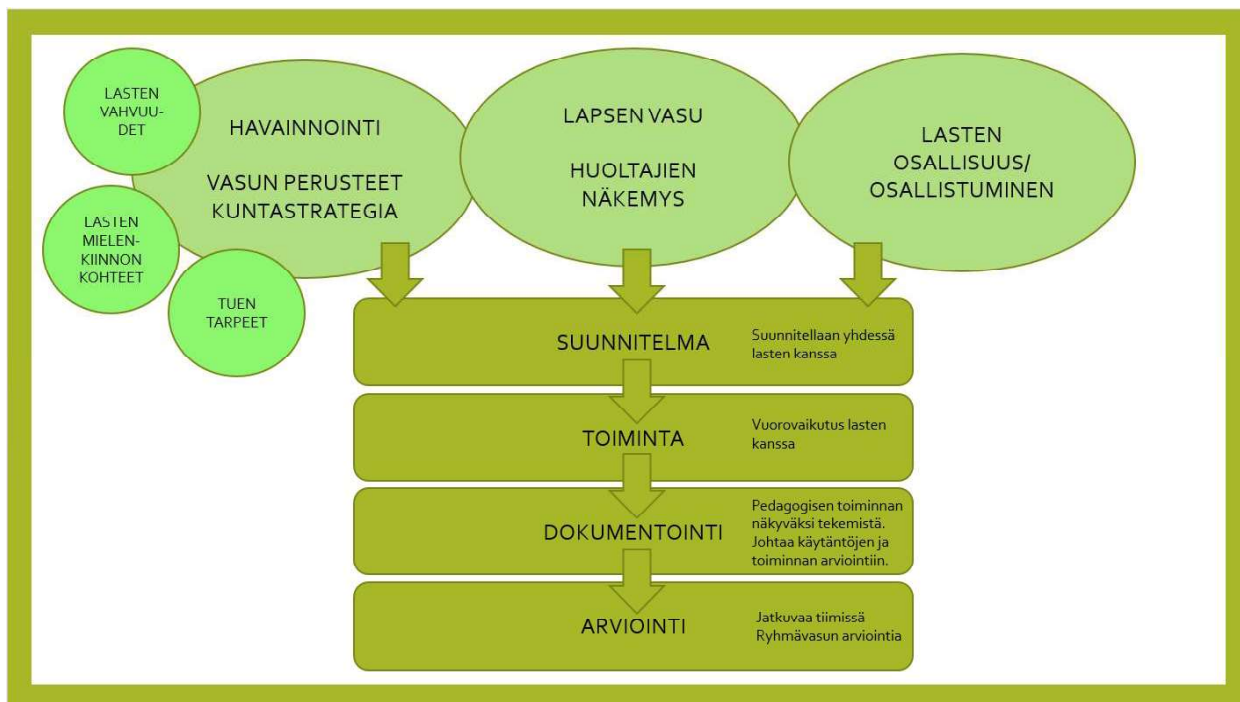 LASTEN
VAHVUU-
DET
HAVAINNOINTI
VASUN PERUSTEET
KUNTASTRATEGIA
LASTEN
MIELEN-
KIINNON
KOHTEET
TUEN
TARPEET
LAPSEN VASU
HUOLTAJIEN
NÄKEMYS
LASTEN
OSALLISUUS/
OSALLISTUMINEN
SUUNNITELMA
Suunnitellaan yhdessä
lasten kanssa
TOIMINTA
Vuorovaikutus lasten
kanssa
DOKUMENTOINTI
Pedagogisen toiminnan
näkyväksi tekemistä.
Johtaa käytäntöjen ja
toiminnan arviointiin.
ARVIOINTI
Jatkuvaa tiimissä
Ryhmävasun arviointia